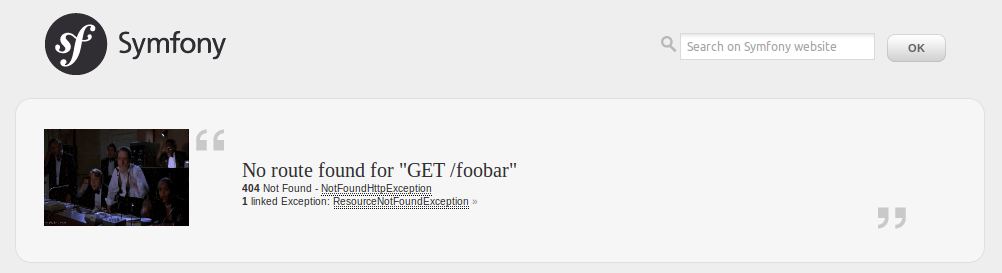 sf Symfony
Search on Symfony website
OK
“
No route found for "GET /foobar"
404 Not Found - NotFoundHttpException
1 linked Exception: ResourceNotFoundException »
”